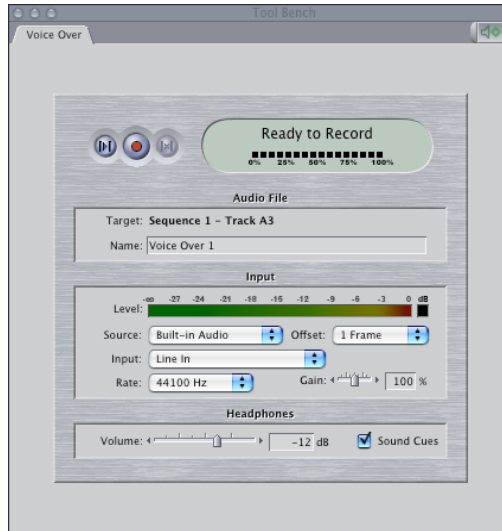 Tool Bench
Voice Over
Ready to Record
0% 25% 50% 75% 100%
Audio File
Target: Sequence 1 - Track A3
Name: Voice Over 1
Input
Level: -∞ -27 -24 -21 -18 -15 -12 -9 -6 -3 0 dB
Source: Built-in Audio Offset: 1 Frame
Input: Line In
Rate: 44100 Hz Gain: 100 %
Headphones
Volume: -12 dB Sound Cues